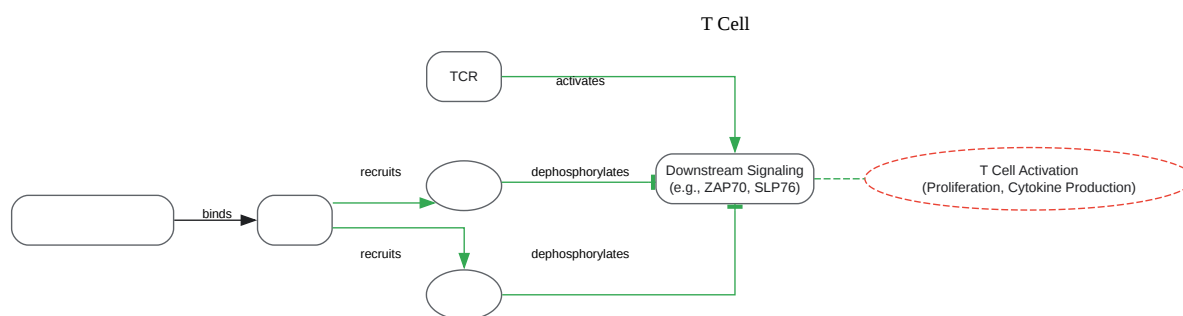 T Cell
TCR
activates
recruits
dephosphorylates
Downstream Signaling
(e.g., ZAP70, SLP76)
T Cell Activation
(Proliferation, Cytokine Production)
binds
recruits
dephosphorylates